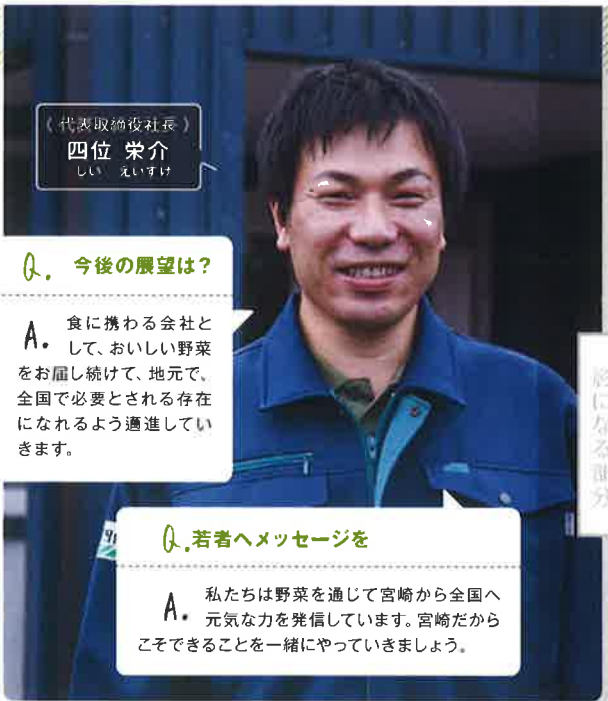 《代表取締役社長》
四位 栄介
しい えいすけ
Q. 今後の展望は?
A. 食に携わる会社と
して、おいしい野菜
をお届し続けて、地元で、
全国で必要とされる存在
になれるよう邁進してい
きます。
Q.若者へメッセージを
A. 私たちは野菜を通じて宮崎から全国へ
元気な力を発信しています。宮崎だから
こそできることを一緒にやっていきましょう。